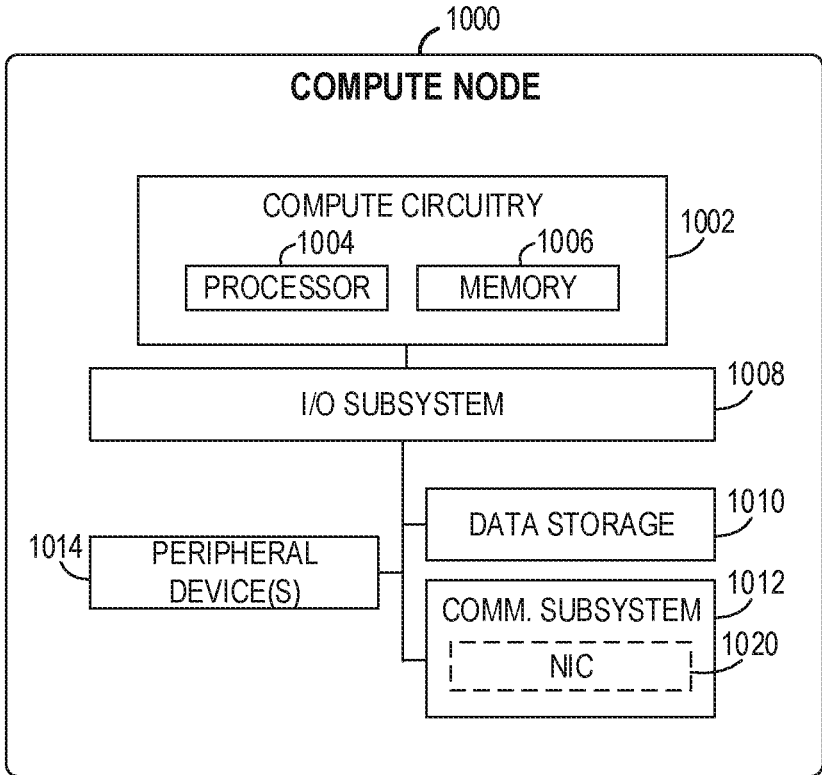 1000
COMPUTE NODE
COMPUTE CIRCUITRY
1002
1004
1006
PROCESSOR
MEMORY
1008
I/O SUBSYSTEM
1010
DATA STORAGE
1014
PERIPHERAL
DEVICE(S)
1012
COMM. SUBSYSTEM
1020
NIC